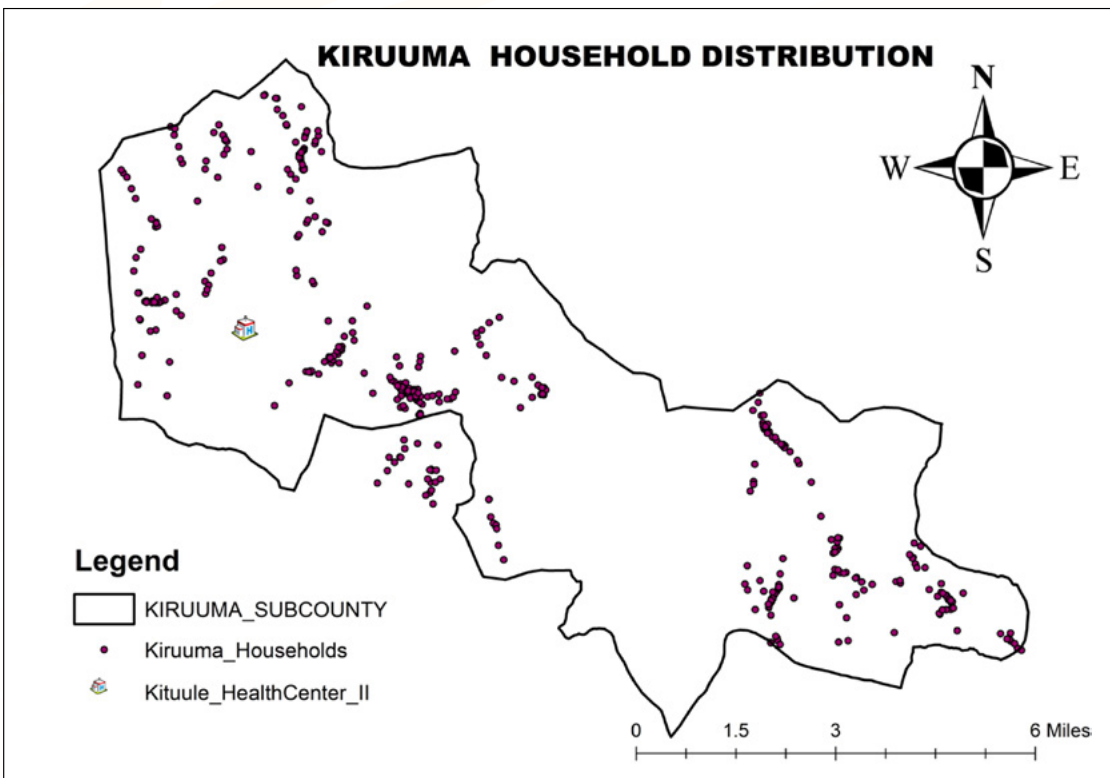 KIRUUMA HOUSEHOLD DISTRIBUTION
N
W E
S
H
Legend
KIRUUMA_SUBCOUNTY
Kiruuma_Households
Kituule_HealthCenter_II
0 1.5 3 6 Miles